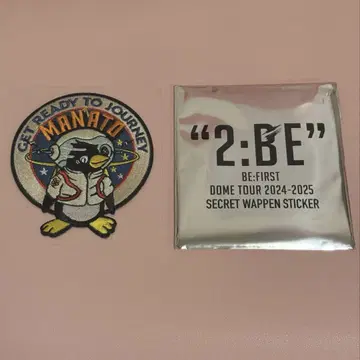 GET READY TO JOURNEY
MANATO
“2:BE”
BE:FIRST
DOME TOUR 2024-2025
SECRET WAPPEN STICKER